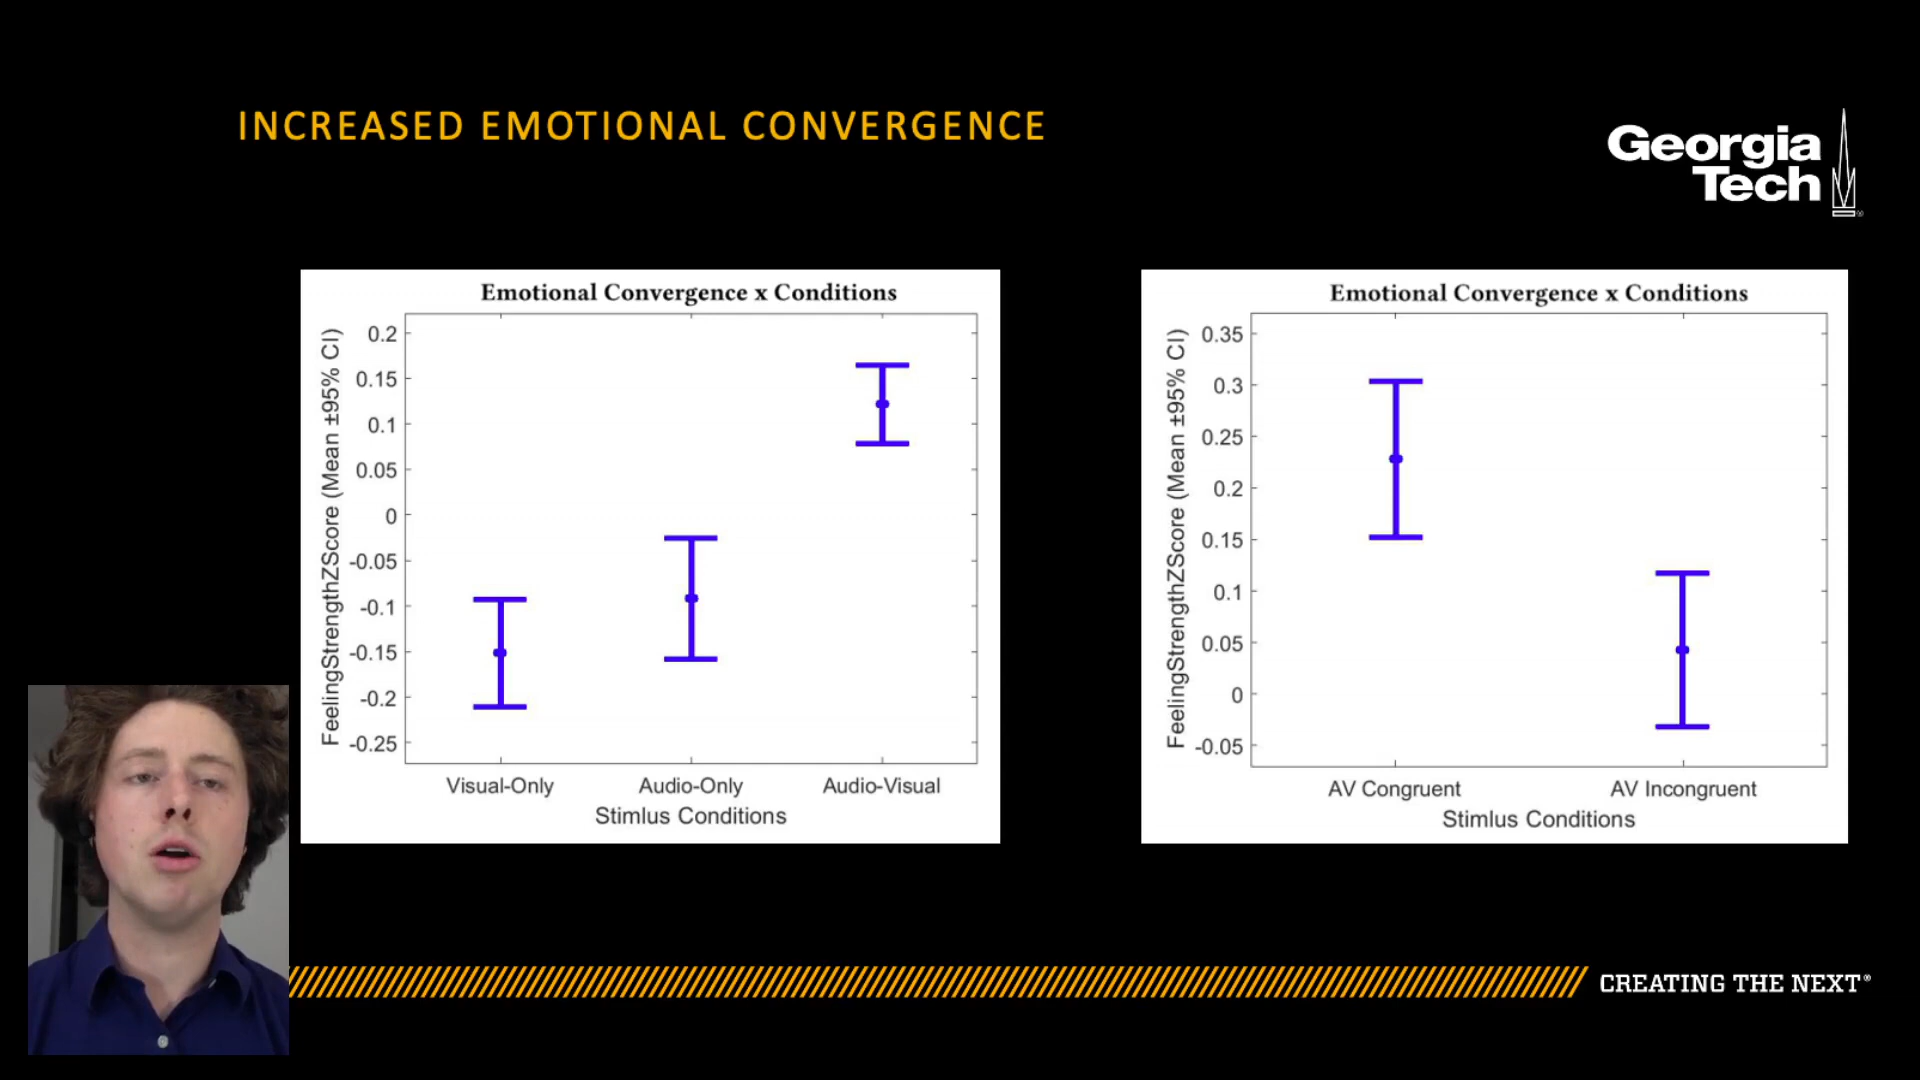 INCREASED EMOTIONAL CONVERGENCE
Georgia
Tech
Emotional Convergence x Conditions
FeelingStrengthZScore (Mean ±95% CI)
0.2
0.15
0.1
0.05
0
-0.05
-0.1
-0.15
-0.2
-0.25
Visual-Only Audio-Only Audio-Visual
Stimlus Conditions
Emotional Convergence x Conditions
FeelingStrengthZScore (Mean ±95% CI)
0.35
0.3
0.25
0.2
0.15
0.1
0.05
0
-0.05
AV Congruent AV Incongruent
Stimlus Conditions
CREATING THE NEXT®